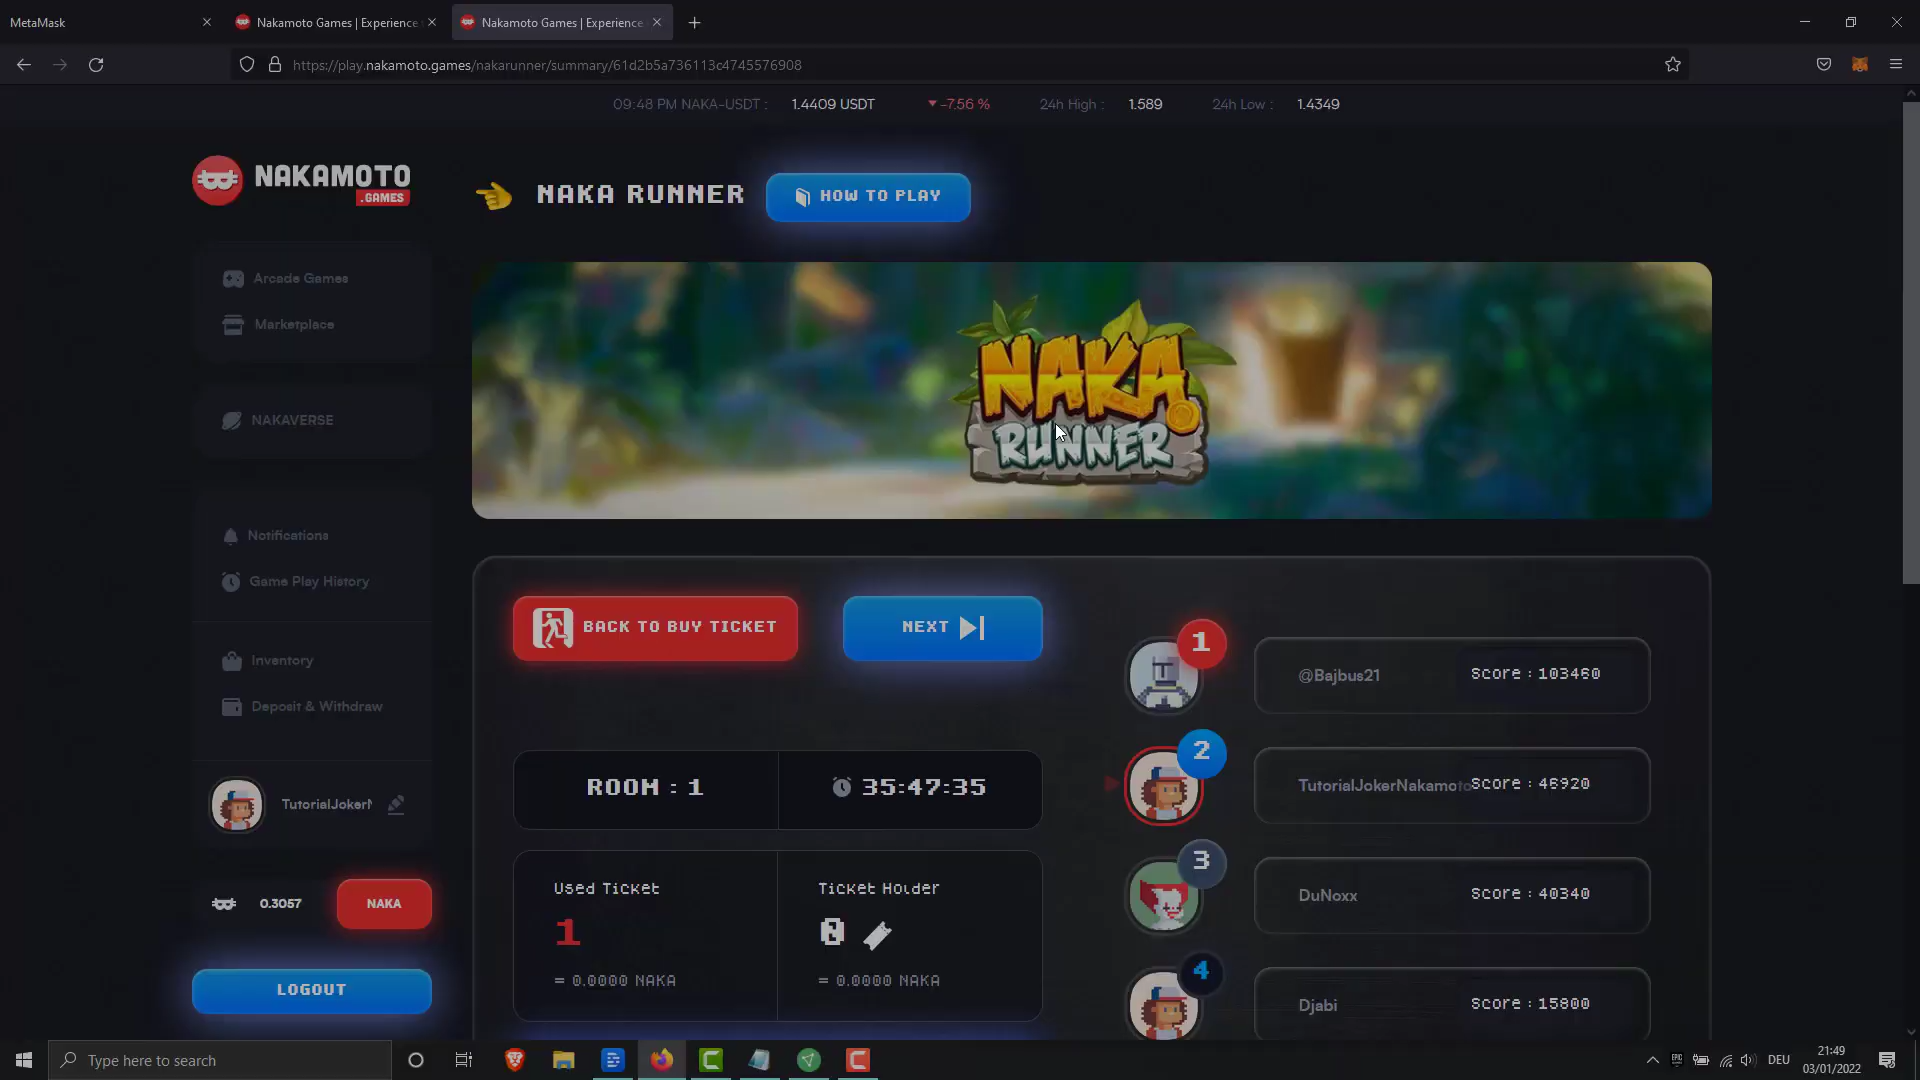 MetaMask
Nakamoto Games | Experience
Nakamoto Games | Experience
https://play.nakamoto.games/nakarunner/summary/61d2b5a736113c4745576908
09:48 PM NAKA-USDT :
1.4409 USDT
-7.56 %
24h High :
1.589
24h Low :
1.4349
NAKAMOTO
.GAMES
NAKA RUNNER
HOW TO PLAY
Arcade Games
Marketplace
NAKAVERSE
NAKA
RUNNER
Notifications
Game Play History
Inventory
Deposit & Withdraw
TutorialJokerN
0.3057
NAKA
LOGOUT
BACK TO BUY TICKET
NEXT
ROOM : 1
35:47:35
Used Ticket
1
= 0.0000 NAKA
Ticket Holder
0
= 0.0000 NAKA
1
@Bajbus21
Score : 103460
2
TutorialJokerNakamoto
Score : 46920
3
DuNoxx
Score : 40340
4
Djabi
Score : 15800
Type here to search
DEU
21:49
03/01/2022